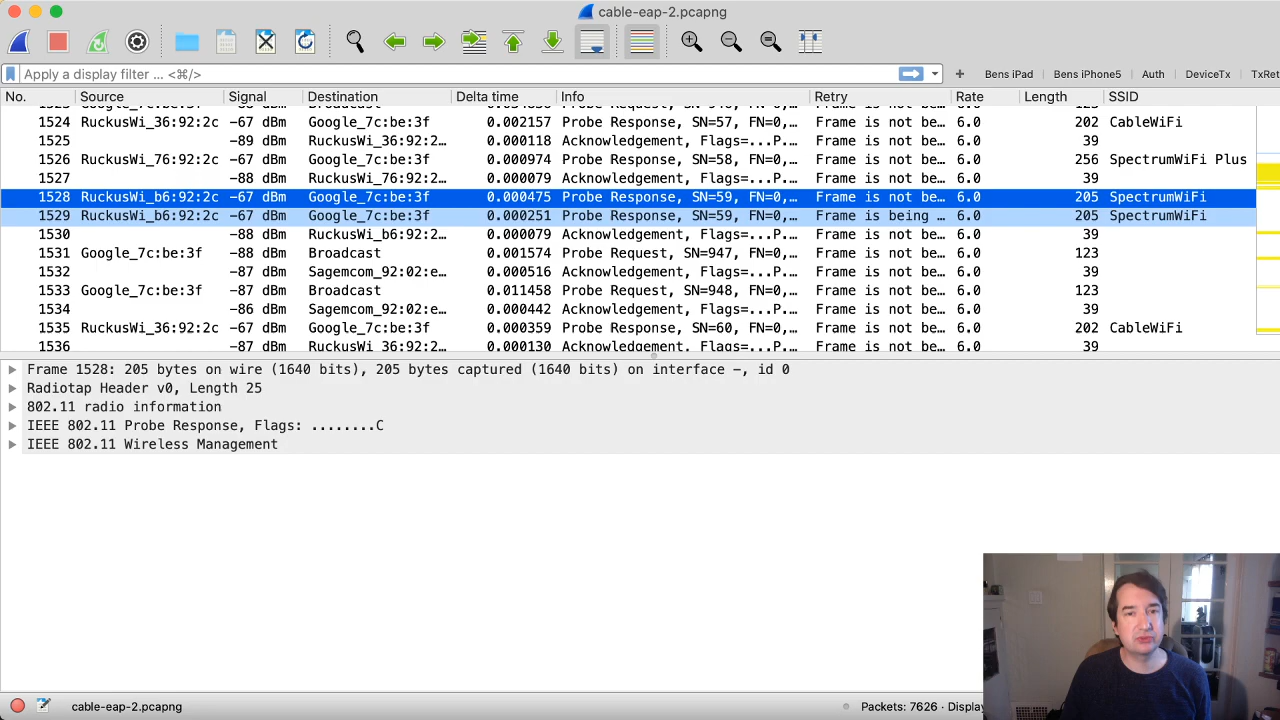 cable-eap-2.pcapng
Apply a display filter ... <⌘/>
Bens iPad Bens iPhone5 Auth DeviceTx TxRet
No. Source Signal Destination Delta time Info Retry Rate Length SSID
1524 RuckusWi_36:92:2c -67 dBm Google_7c:be:3f 0.002157 Probe Response, SN=57, FN=0,… Frame is not be… 6.0 202 CableWiFi
1525 -89 dBm RuckusWi_36:92:2… 0.000118 Acknowledgement, Flags=...P.… Frame is not be… 6.0 39
1526 RuckusWi_76:92:2c -67 dBm Google_7c:be:3f 0.000974 Probe Response, SN=58, FN=0,… Frame is not be… 6.0 256 SpectrumWiFi Plus
1527 -88 dBm RuckusWi_76:92:2… 0.000079 Acknowledgement, Flags=...P.… Frame is not be… 6.0 39
1528 RuckusWi_b6:92:2c -67 dBm Google_7c:be:3f 0.000475 Probe Response, SN=59, FN=0,… Frame is not be… 6.0 205 SpectrumWiFi
1529 RuckusWi_b6:92:2c -67 dBm Google_7c:be:3f 0.000251 Probe Response, SN=59, FN=0,… Frame is being … 6.0 205 SpectrumWiFi
1530 -88 dBm RuckusWi_b6:92:2… 0.000079 Acknowledgement, Flags=...P.… Frame is not be… 6.0 39
1531 Google_7c:be:3f -88 dBm Broadcast 0.001574 Probe Request, SN=947, FN=0,… Frame is not be… 6.0 123
1532 -87 dBm Sagemcom_92:02:e… 0.000516 Acknowledgement, Flags=...P.… Frame is not be… 6.0 39
1533 Google_7c:be:3f -87 dBm Broadcast 0.011458 Probe Request, SN=948, FN=0,… Frame is not be… 6.0 123
1534 -86 dBm Sagemcom_92:02:e… 0.000442 Acknowledgement, Flags=...P.… Frame is not be… 6.0 39
1535 RuckusWi_36:92:2c -67 dBm Google_7c:be:3f 0.000359 Probe Response, SN=60, FN=0,… Frame is not be… 6.0 202 CableWiFi
1536 -87 dBm RuckusWi_36:92:2… 0.000130 Acknowledgement, Flags=...P.… Frame is not be… 6.0 39
Frame 1528: 205 bytes on wire (1640 bits), 205 bytes captured (1640 bits) on interface -, id 0
Radiotap Header v0, Length 25
802.11 radio information
IEEE 802.11 Probe Response, Flags: ........C
IEEE 802.11 Wireless Management
cable-eap-2.pcapng
Packets: 7626 · Display